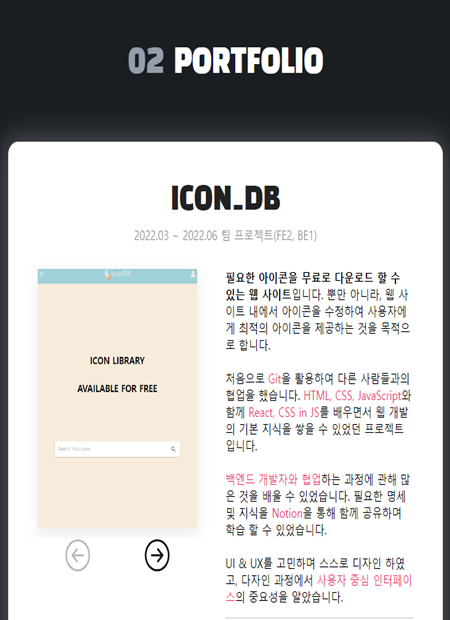 02 PORTFOLIO
ICON_DB
2022.03 ~ 2022.06 팀 프로젝트(FE2, BE1)
iconDB
ICON LIBRARY
AVAILABLE FOR FREE
Search Your Icons
필요한 아이콘을 무료로 다운로드 할 수
있는 웹 사이트입니다. 뿐만 아니라, 웹 사
이트 내에서 아이콘을 수정하여 사용자에
게 최적의 아이콘을 제공하는 것을 목적으
로 합니다.
처음으로 Git을 활용하여 다른 사람들과의
협업을 했습니다. HTML, CSS, JavaScript와
함께 React, CSS in JS를 배우면서 웹 개발
의 기본 지식을 쌓을 수 있었던 프로젝트
입니다.
백엔드 개발자와 협업하는 과정에 관해 많
은 것을 배울 수 있었습니다. 필요한 명세
및 지식을 Notion을 통해 함께 공유하며
학습 할 수 있었습니다.
UI & UX를 고민하며 스스로 디자인 하였
고, 디자인 과정에서 사용자 중심 인터페이
스의 중요성을 알았습니다.